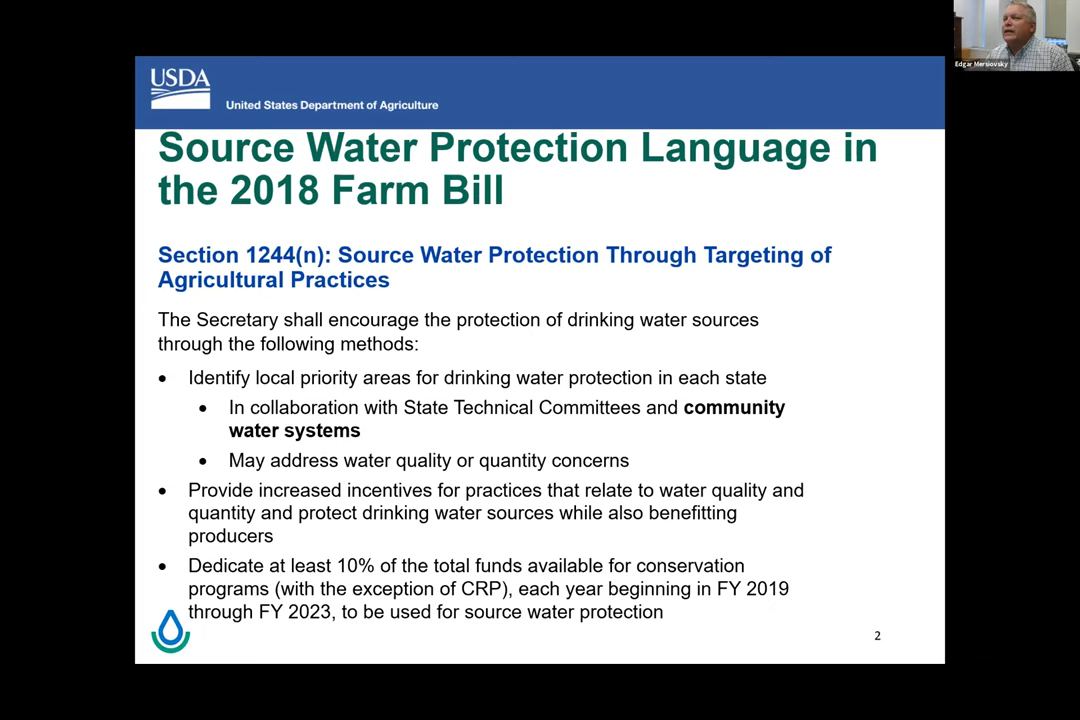 Edgar Mersiovsky
USDA
United States Department of Agriculture
Source Water Protection Language in
the 2018 Farm Bill
Section 1244(n): Source Water Protection Through Targeting of
Agricultural Practices
The Secretary shall encourage the protection of drinking water sources
through the following methods:
• Identify local priority areas for drinking water protection in each state
• In collaboration with State Technical Committees and community
water systems
• May address water quality or quantity concerns
• Provide increased incentives for practices that relate to water quality and
quantity and protect drinking water sources while also benefitting
producers
• Dedicate at least 10% of the total funds available for conservation
programs (with the exception of CRP), each year beginning in FY 2019
through FY 2023, to be used for source water protection
2